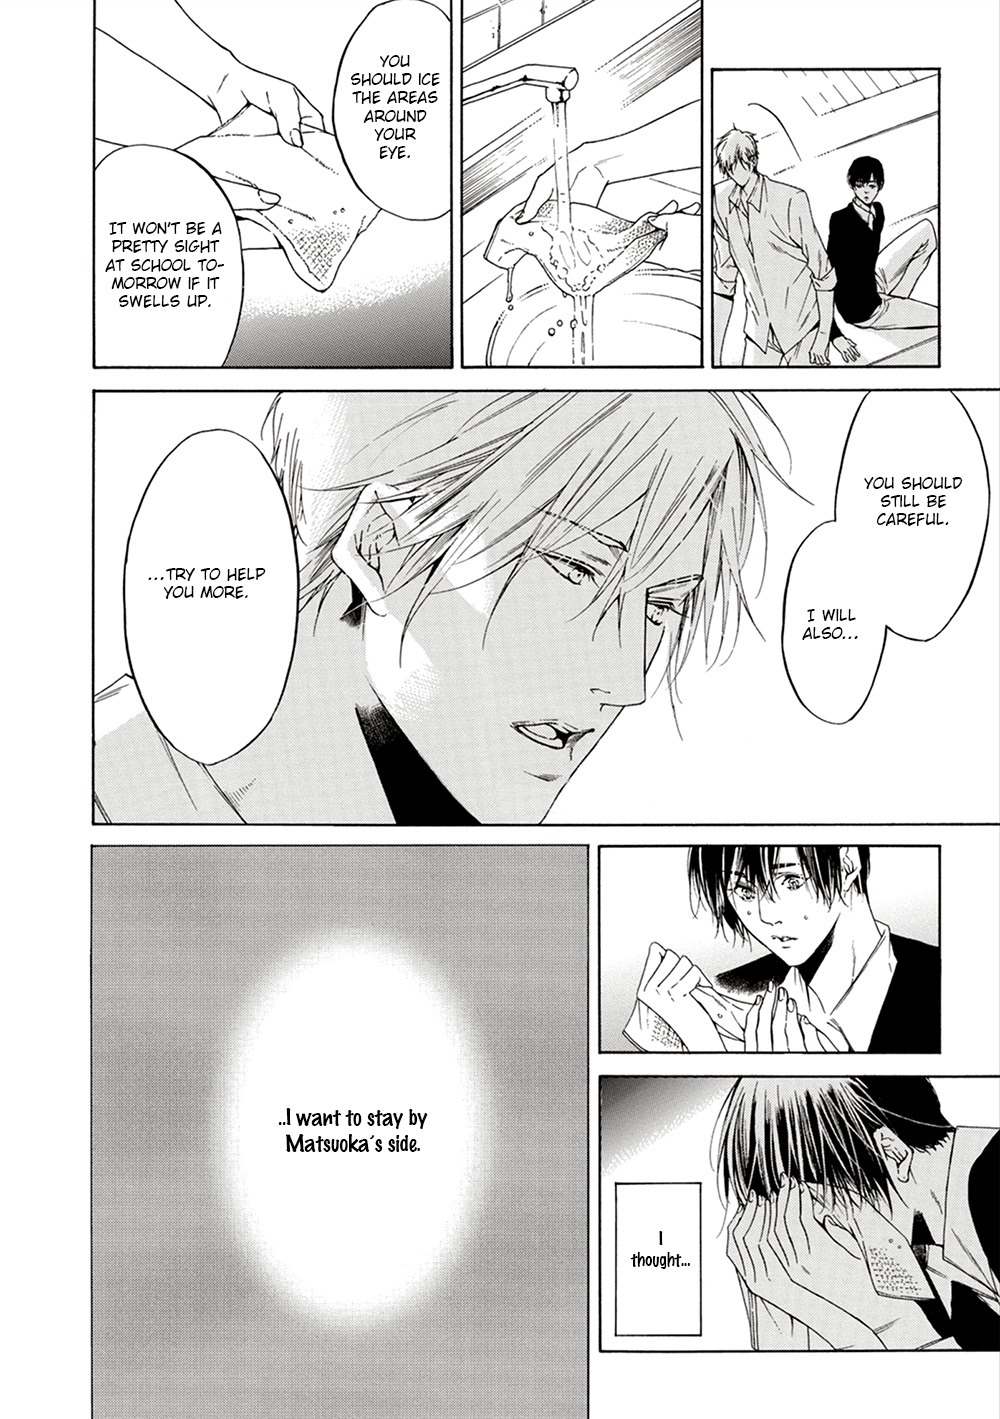 YOU
SHOULD ICE
THE AREAS
AROUND
YOUR
EYE.
IT WON'T BE A
PRETTY SIGHT
AT SCHOOL TO-
MORROW IF IT
SWELLS UP.
YOU SHOULD
STILL BE
CAREFUL.
I WILL
ALSO...
...TRY TO HELP
YOU MORE.
I
thought...
..I want to stay by
Matsuoka´s side.